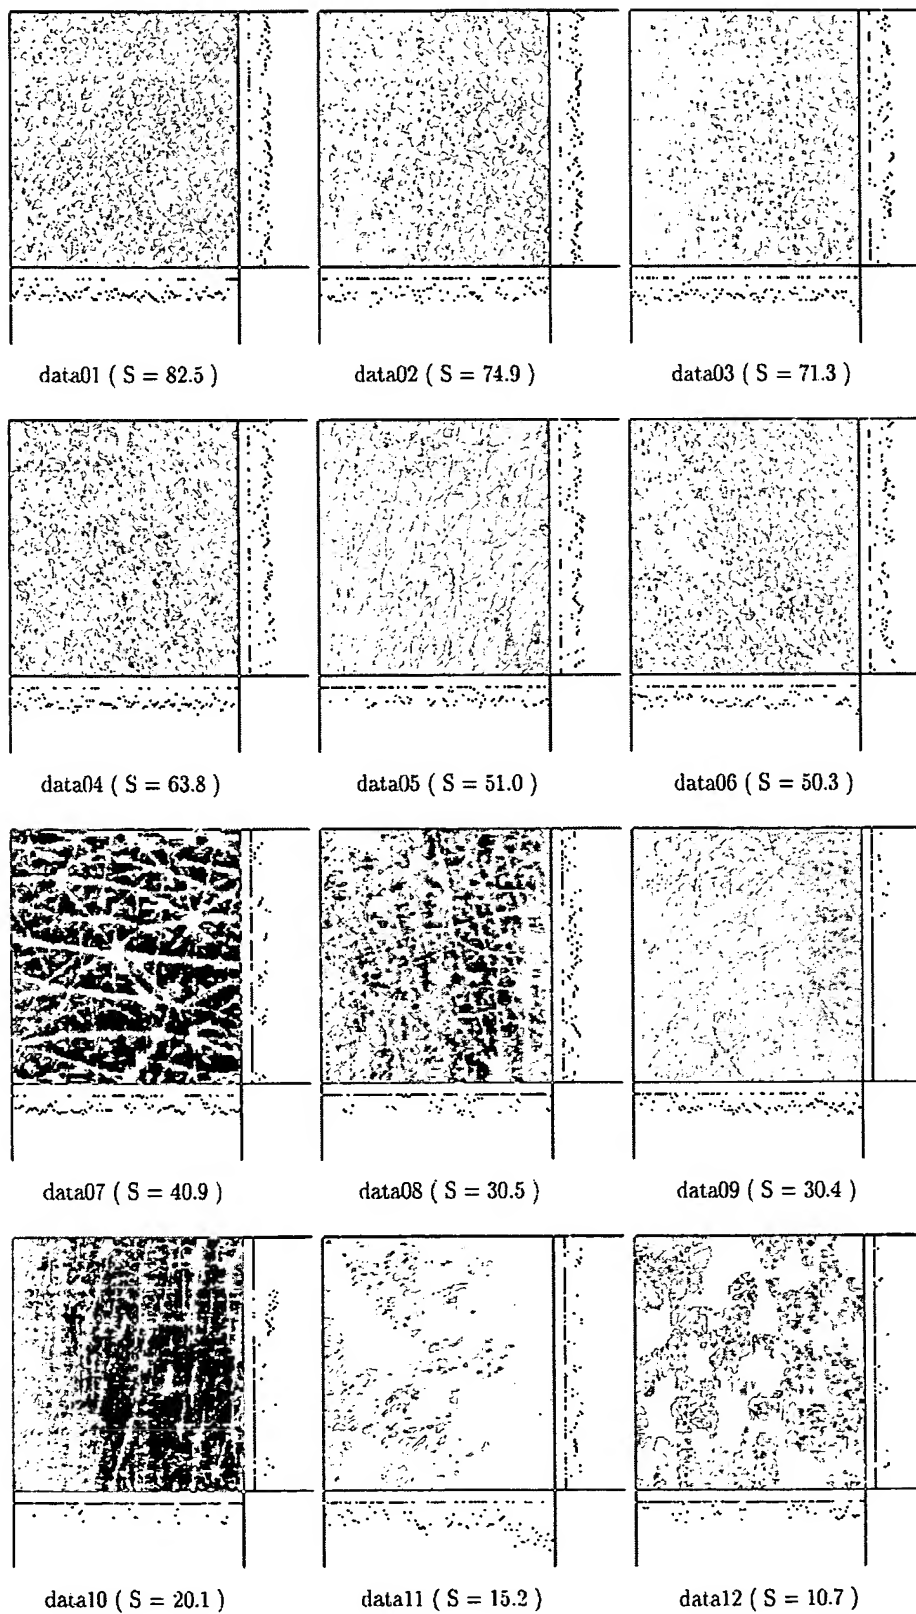 data01 ( S = 82.5 )
data02 ( S = 74.9 )
data03 ( S = 71.3 )
data04 ( S = 63.8 )
data05 ( S = 51.0 )
data06 ( S = 50.3 )
data07 ( S = 40.9 )
data08 ( S = 30.5 )
data09 ( S = 30.4 )
data10 ( S = 20.1 )
data11 ( S = 15.2 )
data12 ( S = 10.7 )